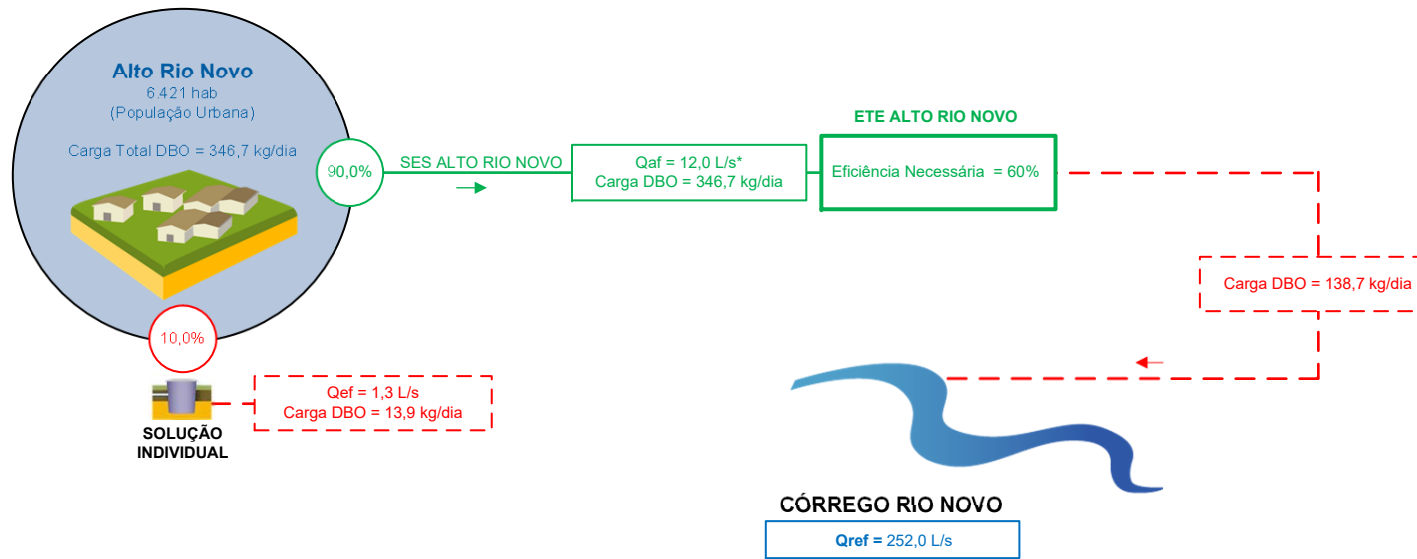 Alto Rio Novo
6.421 hab
(População Urbana)
Carga Total DBO = 346,7 kg/dia
90,0%
SES ALTO RIO NOVO
Qaf = 12,0 L/s*
Carga DBO = 346,7 kg/dia
ETE ALTO RIO NOVO
Eficiência Necessária = 60%
Carga DBO = 138,7 kg/dia
10,0%
Qef = 1,3 L/s
Carga DBO = 13,9 kg/dia
SOLUÇÃO
INDIVIDUAL
CÓRREGO RIO NOVO
Qref = 252,0 L/s